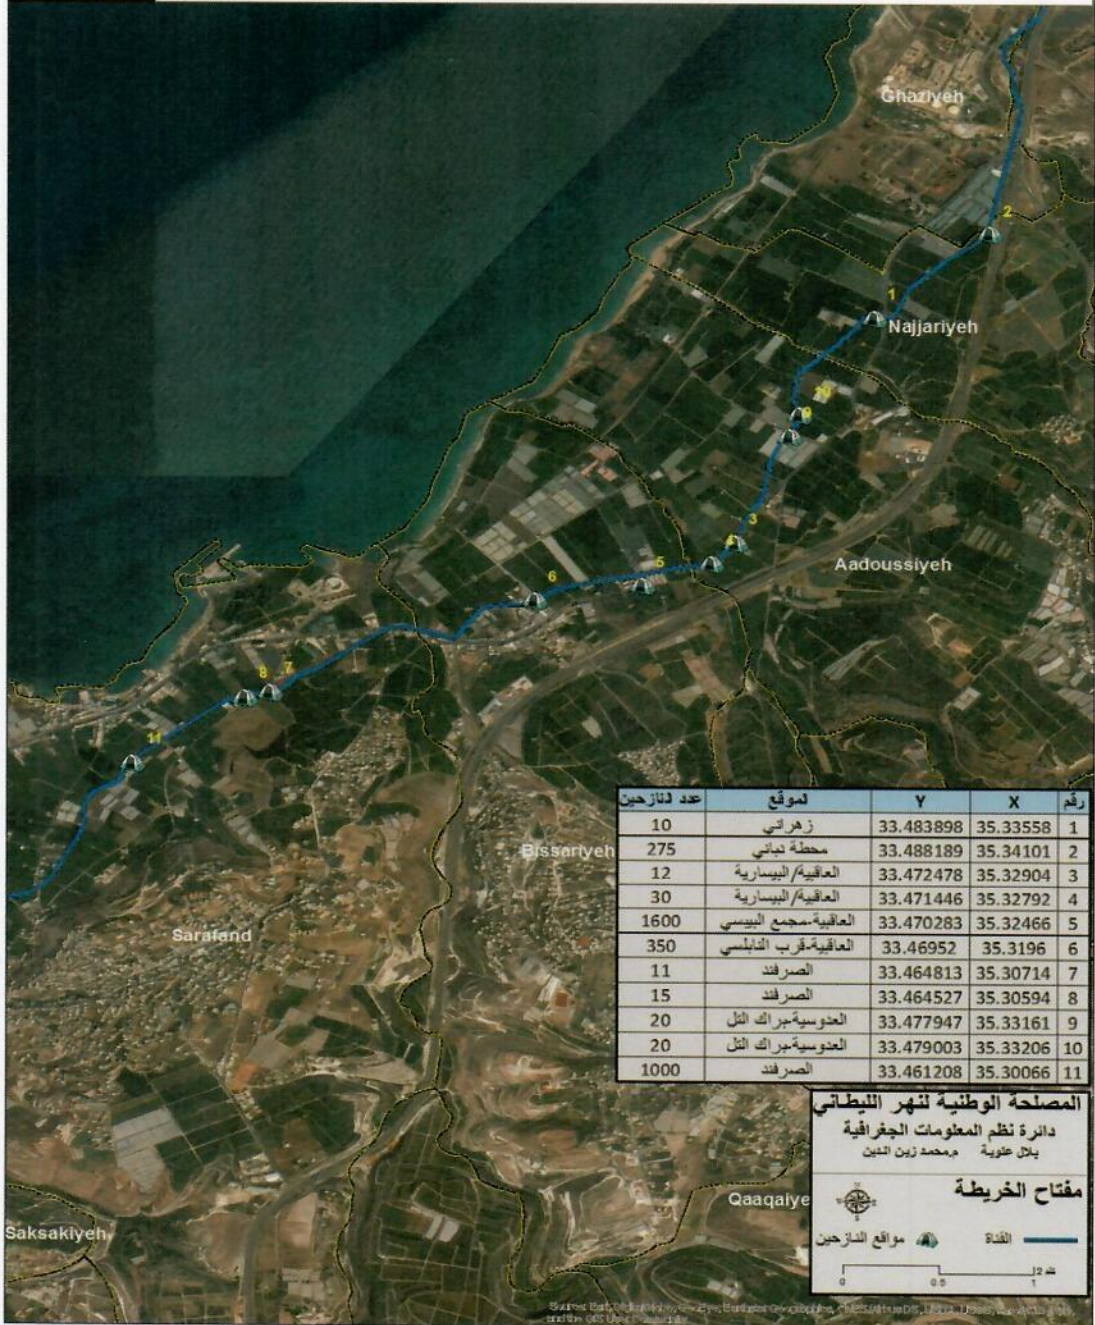 Ghaziyeh
2
1
Najjariyeh
10
9
3
4
Aadoussiyeh
5
6
7
8
11
Bissariyeh
Sarafand
Saksakiyeh
Qaaqaiye
رقم X Y الموقع عدد النازحين
1 35.33558 33.483898 زهراني 10
2 35.34101 33.488189 محطة نباني 275
3 35.32904 33.472478 العاقبية/البيسارية 12
4 35.32792 33.471446 العاقبية/البيسارية 30
5 35.32466 33.470283 العاقبية-مجمع البيسي 1600
6 35.3196 33.46952 العاقبية-قرب النابلسي 350
7 35.30714 33.464813 الصرفند 11
8 35.30594 33.464527 الصرفند 15
9 35.33161 33.477947 العدوسية-براك التل 20
10 35.33206 33.479003 العدوسية-براك التل 20
11 35.30066 33.461208 الصرفند 1000
المصلحة الوطنية لنهر الليطاني
دائرة نظم المعلومات الجغرافية
بلال علوية م.محمد زين الدين
مفتاح الخريطة
القناة مواقع النازحين
0 0.5 1 2